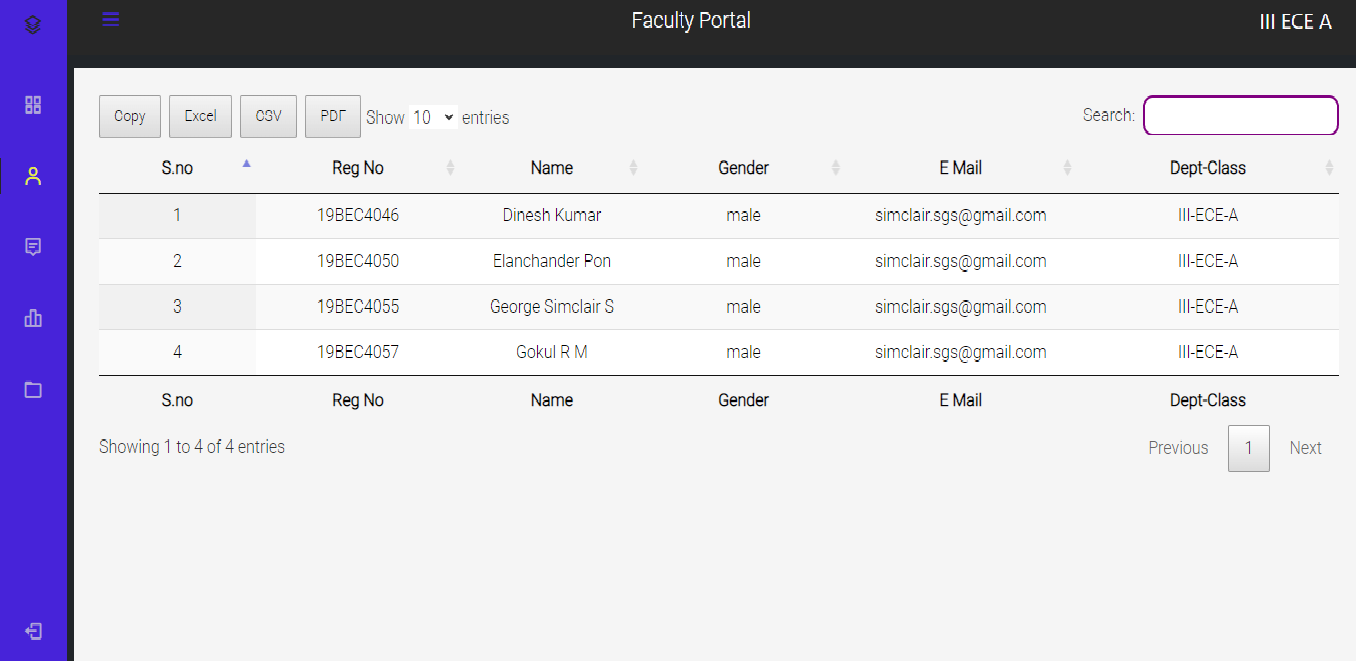 Faculty Portal III ECE A
Copy Excel CSV PDF Show 10 entries Search:
S.no Reg No Name Gender E Mail Dept-Class
1 19BEC4046 Dinesh Kumar male simclair.sgs@gmail.com III-ECE-A
2 19BEC4050 Elanchander Pon male simclair.sgs@gmail.com III-ECE-A
3 19BEC4055 George Simclair S male simclair.sgs@gmail.com III-ECE-A
4 19BEC4057 Gokul R M male simclair.sgs@gmail.com III-ECE-A
S.no Reg No Name Gender E Mail Dept-Class
Showing 1 to 4 of 4 entries Previous 1 Next